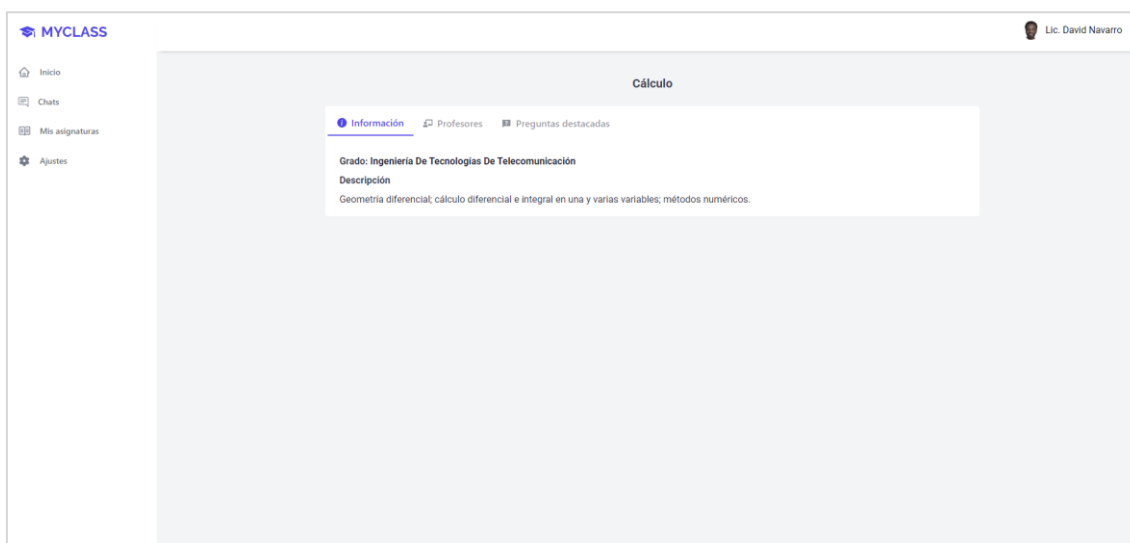 MYCLASS
Lic. David Navarro
Inicio
Chats
Mis asignaturas
Ajustes
Cálculo
Información Profesores Preguntas destacadas
Grado: Ingeniería De Tecnologías De Telecomunicación
Descripción
Geometría diferencial; cálculo diferencial e integral en una y varias variables; métodos numéricos.